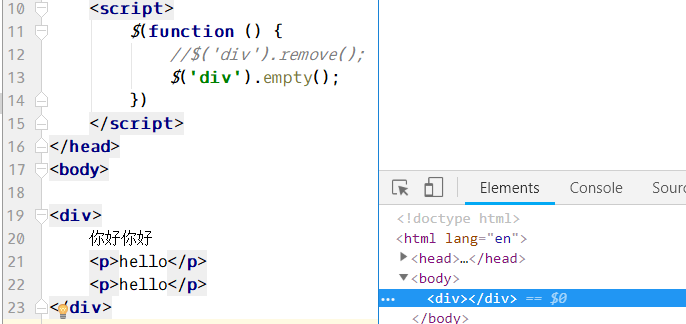 10 <script>
11 $(function () {
12 //$('div').remove();
13 $('div').empty();
14 })
15 </script>
16 </head>
17 <body>
18
19 <div>
20 你好你好
21 <p>hello</p>
22 <p>hello</p>
23 </div>
Elements Console Sour
<!doctype html>
<html lang="en">
<head>…</head>
<body>
… <div></div> == $0
</body>